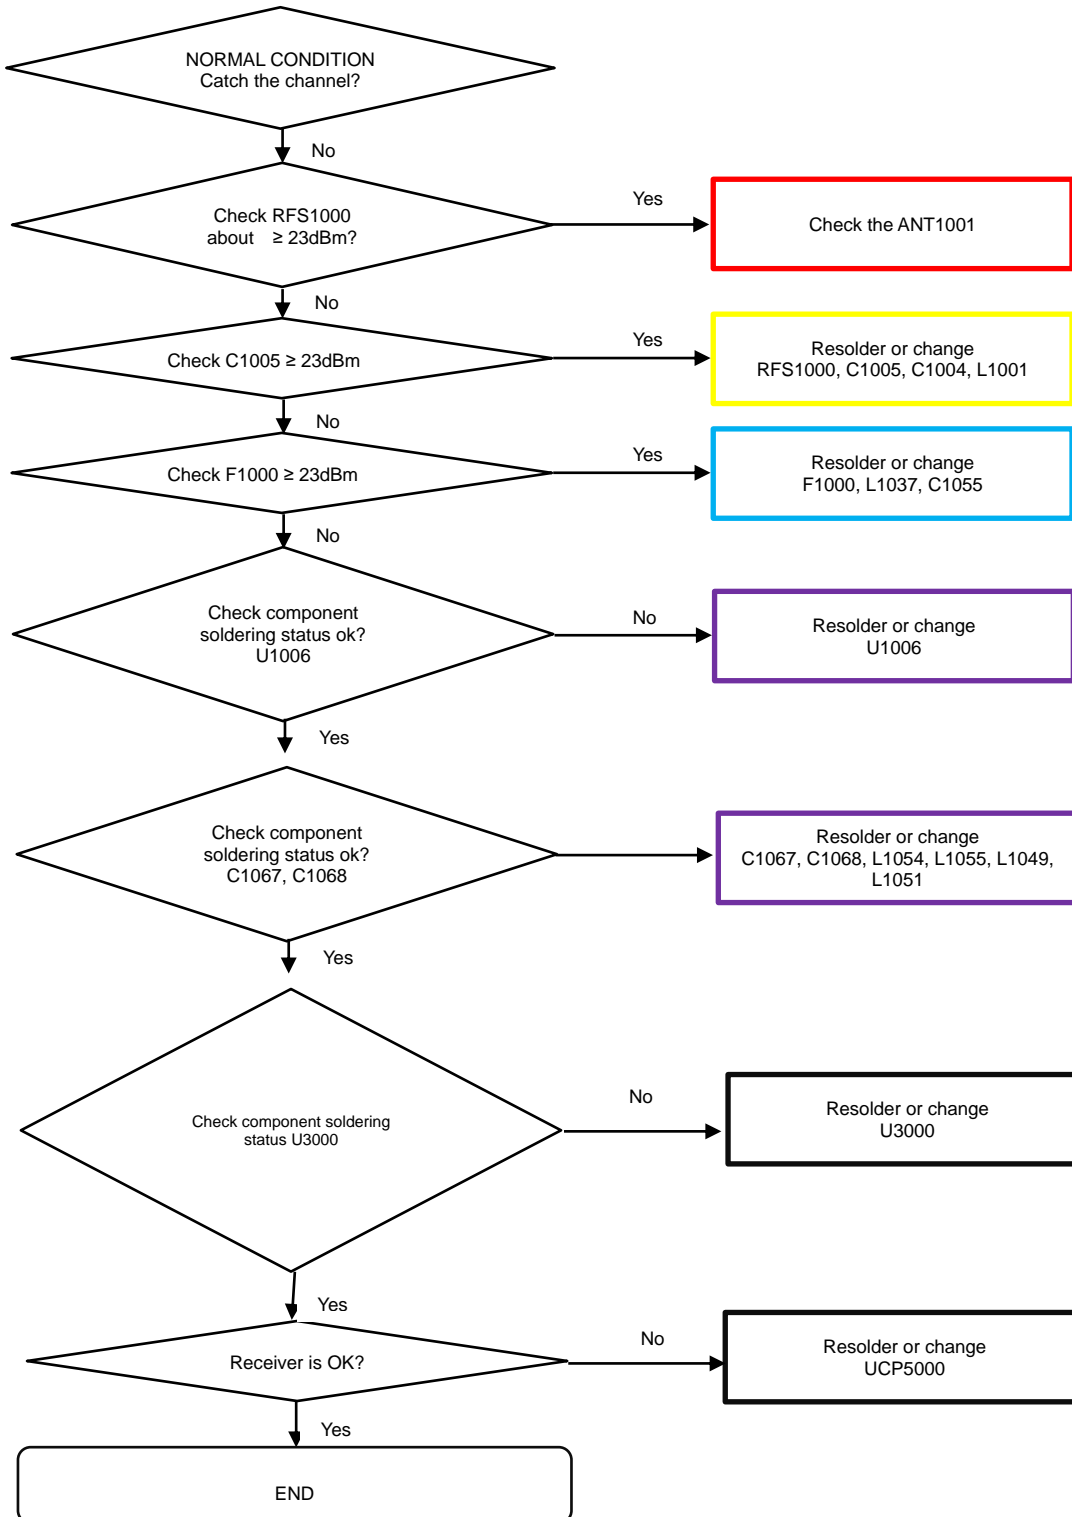 NORMAL CONDITION
Catch the channel?
No
Check RFS1000
about ≥ 23dBm?
Yes
Check the ANT1001
No
Check C1005 ≥ 23dBm
Yes
Resolder or change
RFS1000, C1005, C1004, L1001
No
Check F1000 ≥ 23dBm
Yes
Resolder or change
F1000, L1037, C1055
No
Check component
soldering status ok?
U1006
No
Resolder or change
U1006
Yes
Check component
soldering status ok?
C1067, C1068
Resolder or change
C1067, C1068, L1054, L1055, L1049,
L1051
Yes
Check component soldering
status U3000
No
Resolder or change
U3000
Yes
Receiver is OK?
No
Resolder or change
UCP5000
Yes
END